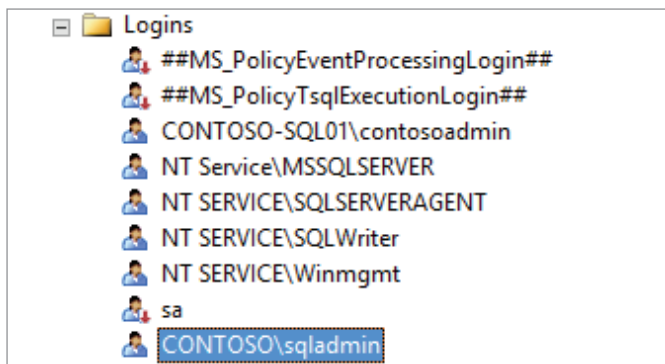 Logins
##MS_PolicyEventProcessingLogin##
##MS_PolicyTsqlExecutionLogin##
CONTOSO-SQL01\contosoadmin
NT Service\MSSQLSERVER
NT SERVICE\SQLSERVERAGENT
NT SERVICE\SQLWriter
NT SERVICE\Winmgmt
sa
CONTOSO\sqladmin